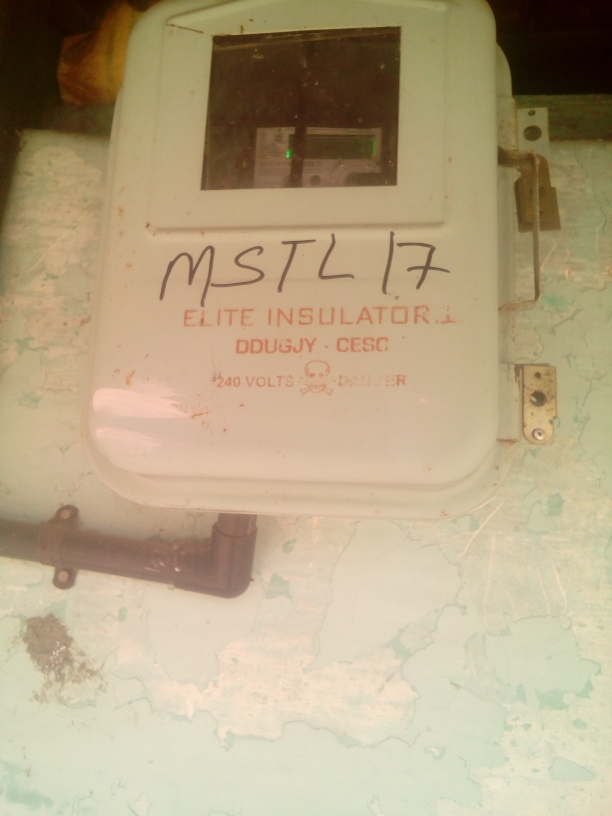 MSTL 17
ELITE INSULATOR
DDUGJY - CESC
240 VOLTS DANGER